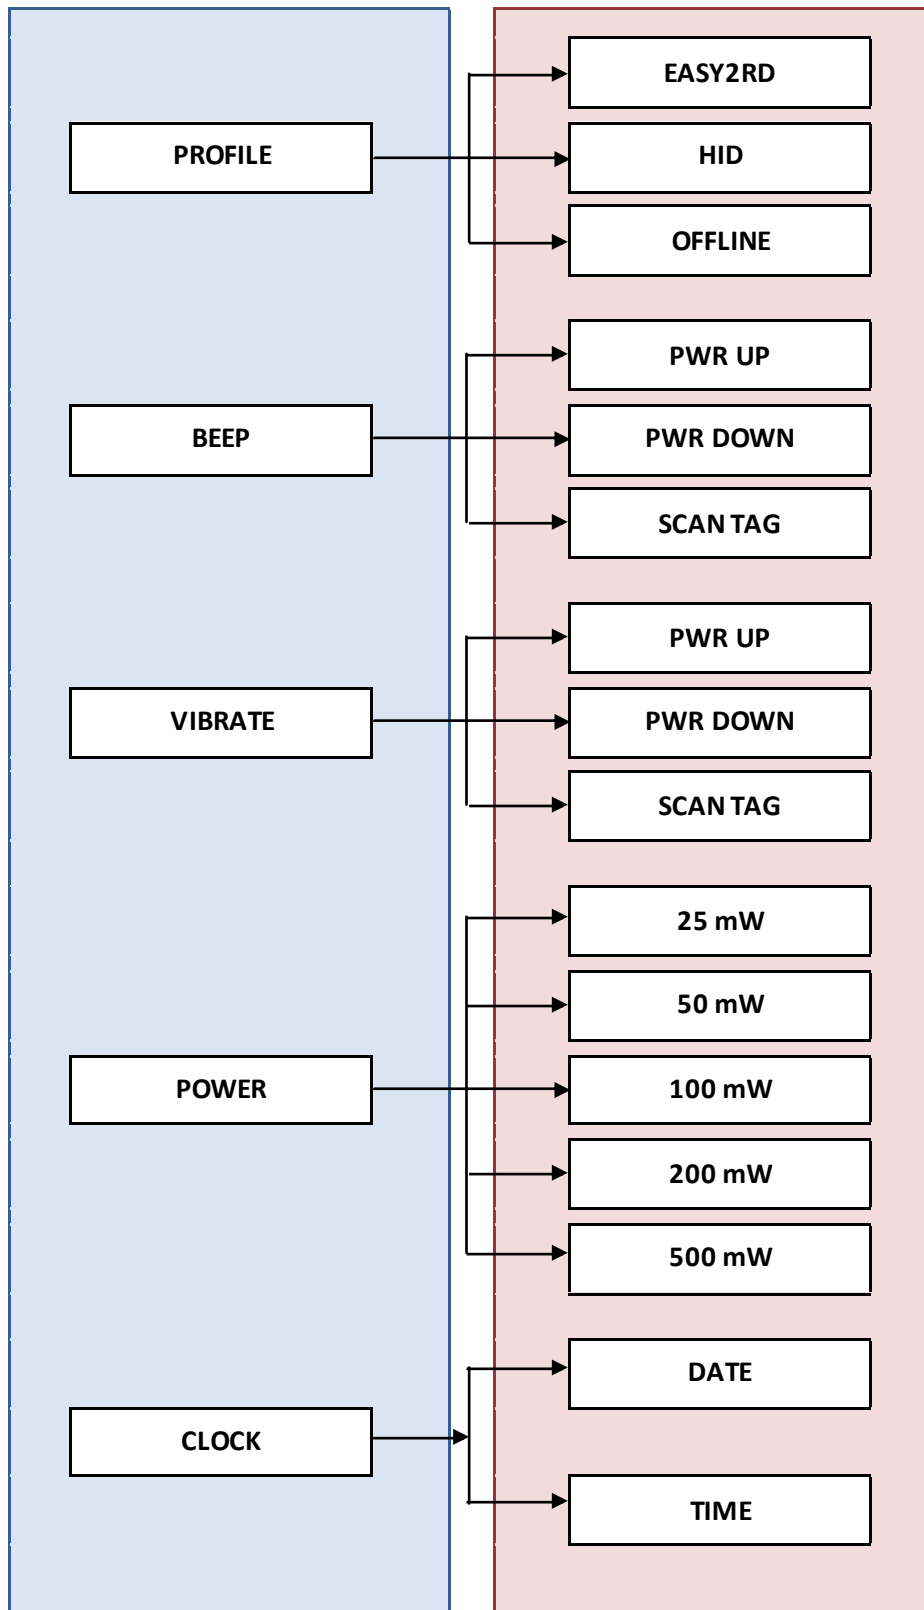 PROFILE
EASY2RD
HID
OFFLINE
BEEP
PWR UP
PWR DOWN
SCAN TAG
VIBRATE
PWR UP
PWR DOWN
SCAN TAG
POWER
25 mW
50 mW
100 mW
200 mW
500 mW
CLOCK
DATE
TIME